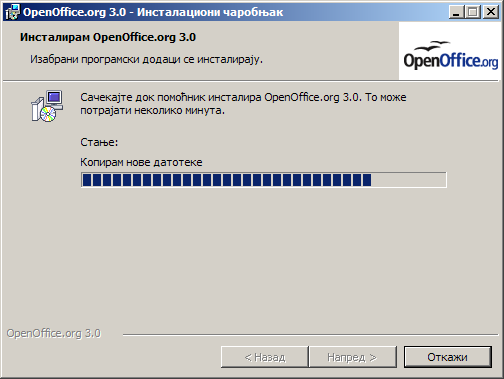 OpenOffice.org 3.0 - Инсталациони чаробњак
Инсталирам OpenOffice.org 3.0
Изабрани програмски додаци се инсталирају.
OpenOffice.org
Сачекајте док помоћник инсталира OpenOffice.org 3.0. То може
потрајати неколико минута.
Стање:
Копирам нове датотеке
OpenOffice.org 3.0
< Назад
Напред >
Откажи